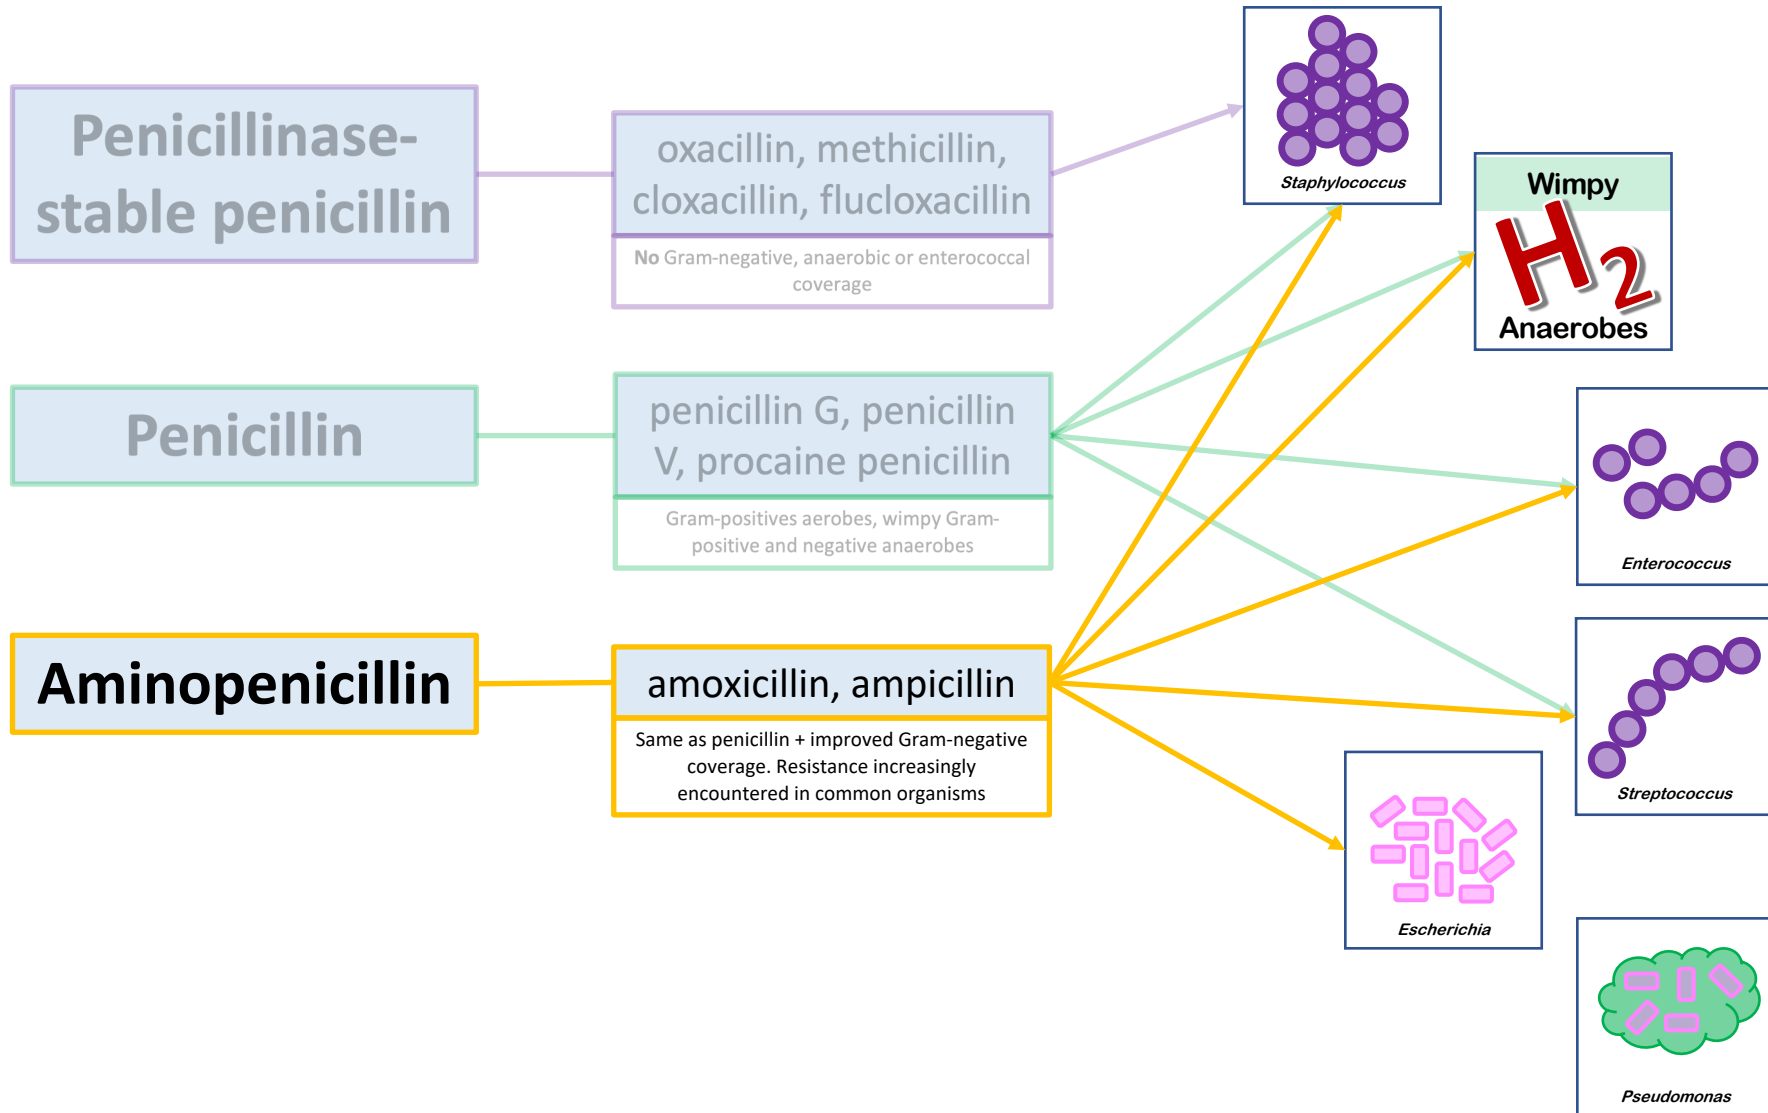 Penicillinase-
stable penicillin
oxacillin, methicillin,
cloxacillin, flucloxacillin
No Gram-negative, anaerobic or enterococcal
coverage
Staphylococcus
Wimpy
H2
Anaerobes
Penicillin
penicillin G, penicillin
V, procaine penicillin
Gram-positives aerobes, wimpy Gram-
positive and negative anaerobes
Enterococcus
Aminopenicillin
amoxicillin, ampicillin
Same as penicillin + improved Gram-negative
coverage. Resistance increasingly
encountered in common organisms
Streptococcus
Escherichia
Pseudomonas